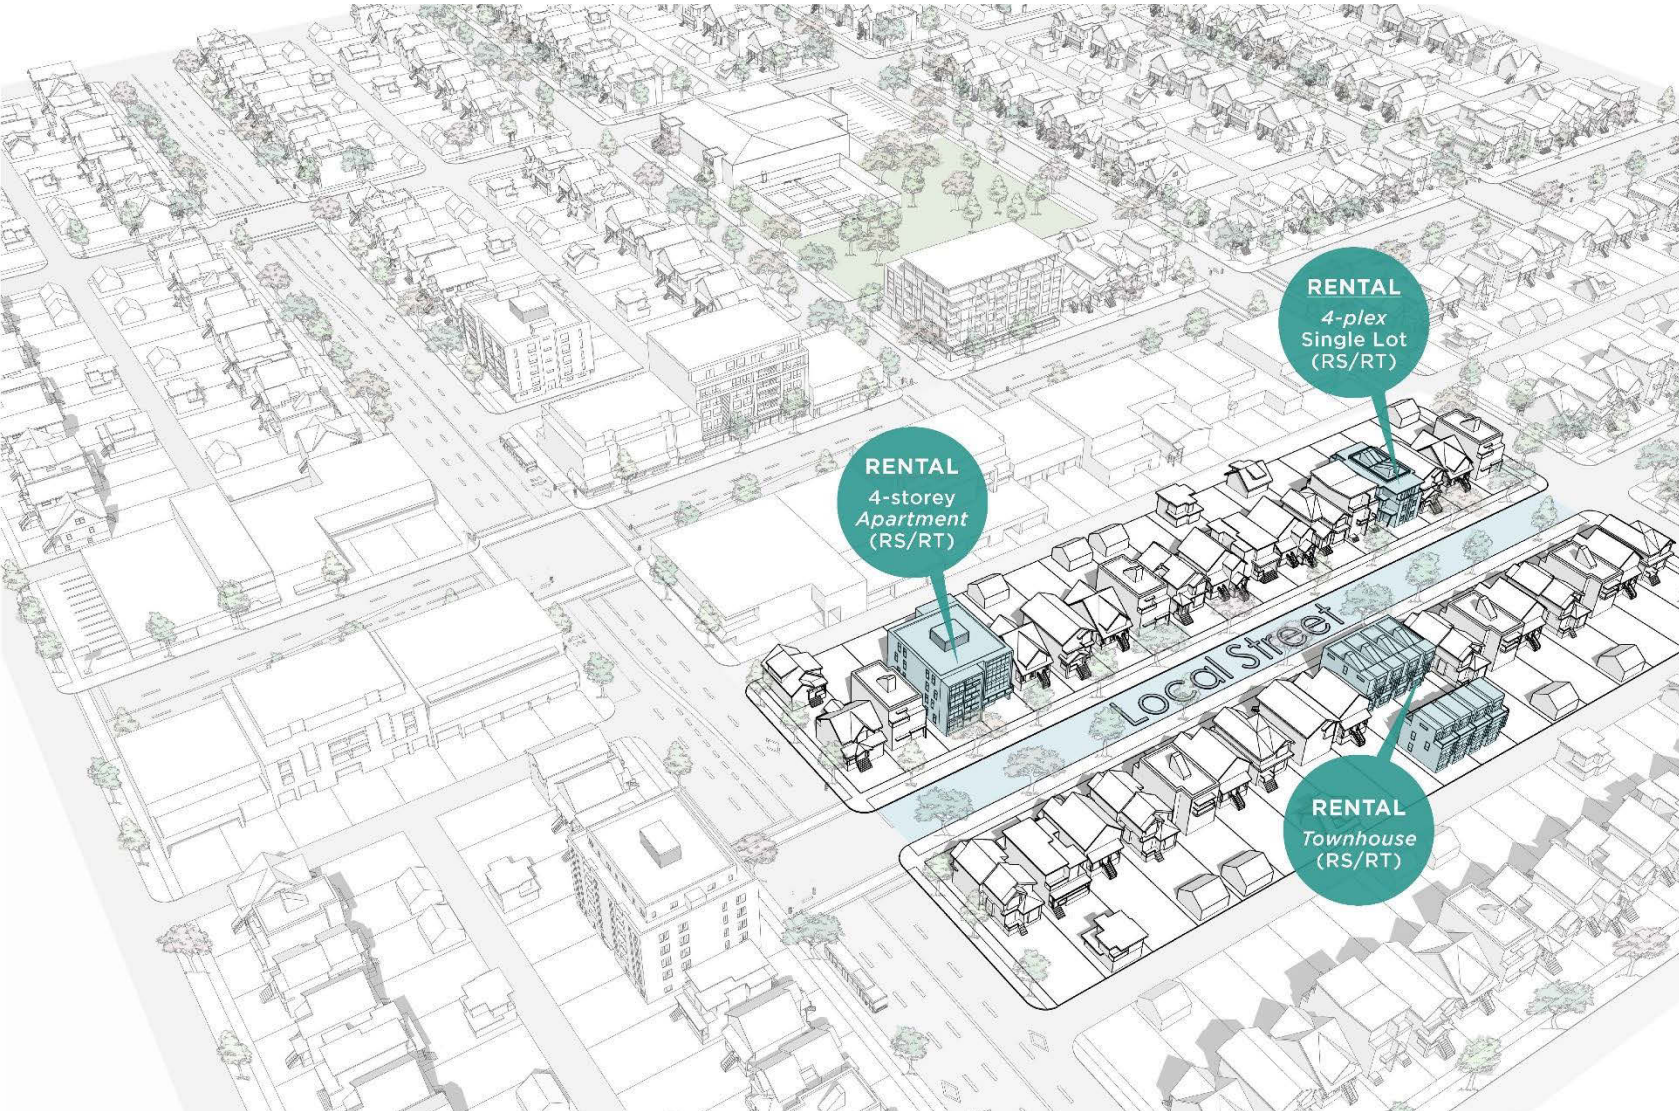 RENTAL
4-plex
Single Lot
(RS/RT)
RENTAL
4-storey
Apartment
(RS/RT)
Local Street
RENTAL
Townhouse
(RS/RT)